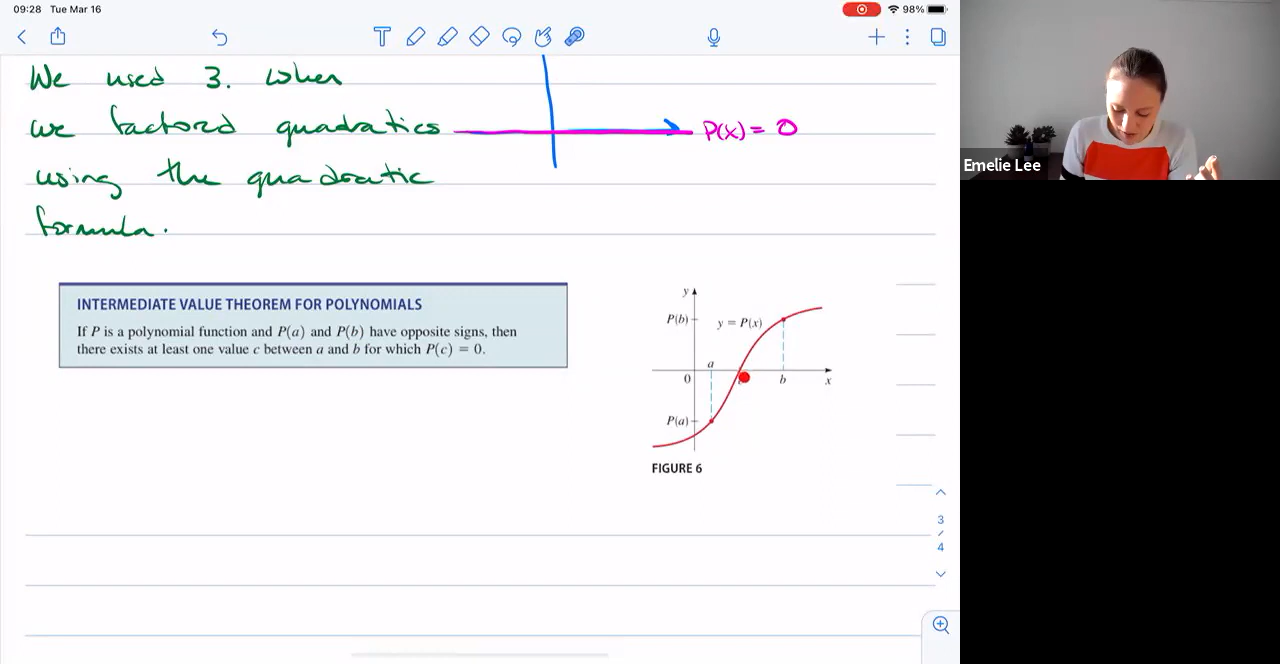 09:28 Tue Mar 16
98%
We used 3. when
we factored quadratics
P(x) = 0
using the quadratic
formula.
Emelie Lee
INTERMEDIATE VALUE THEOREM FOR POLYNOMIALS
If P is a polynomial function and P(a) and P(b) have opposite signs, then
there exists at least one value c between a and b for which P(c) = 0.
y
P(b)
y = P(x)
a
0
b
x
P(a)
FIGURE 6
3
/
4